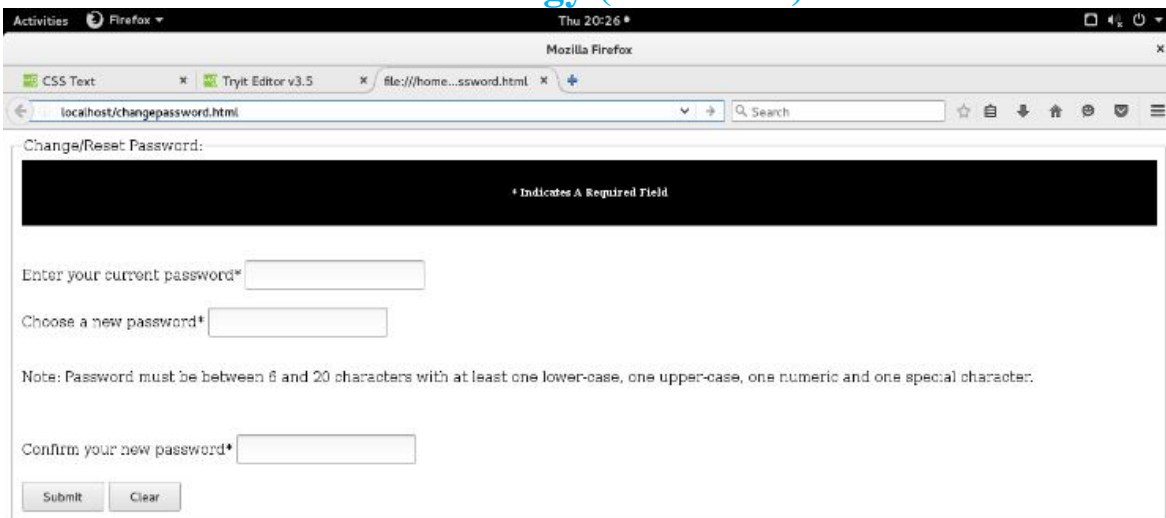 gy (
Activities Firefox Thu 20:26
Mozilla Firefox
CSS Text Tryit Editor v3.5 file:///home...ssword.html
localhost/changepassword.html Search
Change/Reset Password:
* Indicates A Required Field
Enter your current password*
Choose a new password*
Note: Password must be between 6 and 20 characters with at least one lower-case, one upper-case, one numeric and one special character.
Confirm your new password*
Submit Clear